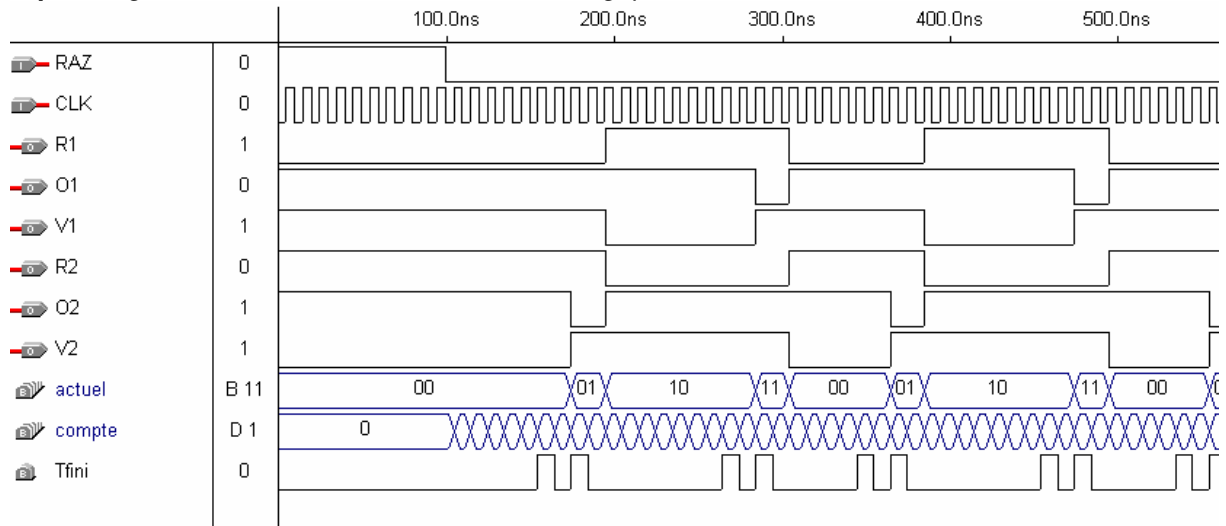 100.0ns 200.0ns 300.0ns 400.0ns 500.0ns
RAZ 0
CLK 0
R1 1
O1 0
V1 1
R2 0
O2 1
V2 1
actuel B 11 00 01 10 11 00 01 10 11 00
compte D 1 0
Tfini 0